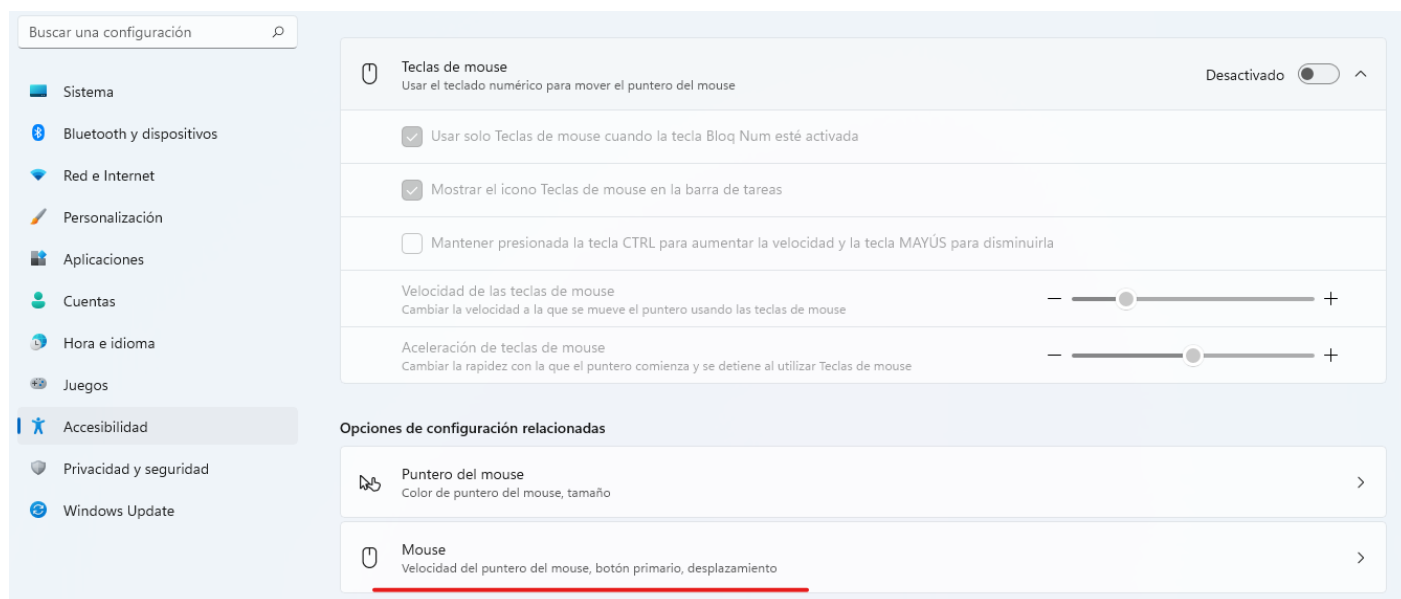 Buscar una configuración
Sistema
Bluetooth y dispositivos
Red e Internet
Personalización
Aplicaciones
Cuentas
Hora e idioma
Juegos
Accesibilidad
Privacidad y seguridad
Windows Update
Teclas de mouse
Usar el teclado numérico para mover el puntero del mouse
Desactivado
Usar solo Teclas de mouse cuando la tecla Bloq Num esté activada
Mostrar el icono Teclas de mouse en la barra de tareas
Mantener presionada la tecla CTRL para aumentar la velocidad y la tecla MAYÚS para disminuirla
Velocidad de las teclas de mouse
Cambiar la velocidad a la que se mueve el puntero usando las teclas de mouse
Aceleración de teclas de mouse
Cambiar la rapidez con la que el puntero comienza y se detiene al utilizar Teclas de mouse
Opciones de configuración relacionadas
Puntero del mouse
Color de puntero del mouse, tamaño
Mouse
Velocidad del puntero del mouse, botón primario, desplazamiento